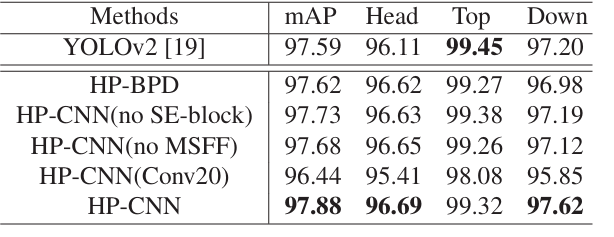 Methods mAP Head Top Down
YOLOv2 [19] 97.59 96.11 99.45 97.20
HP-BPD 97.62 96.62 99.27 96.98
HP-CNN(no SE-block) 97.73 96.63 99.38 97.19
HP-CNN(no MSFF) 97.68 96.65 99.26 97.12
HP-CNN(Conv20) 96.44 95.41 98.08 95.85
HP-CNN 97.88 96.69 99.32 97.62